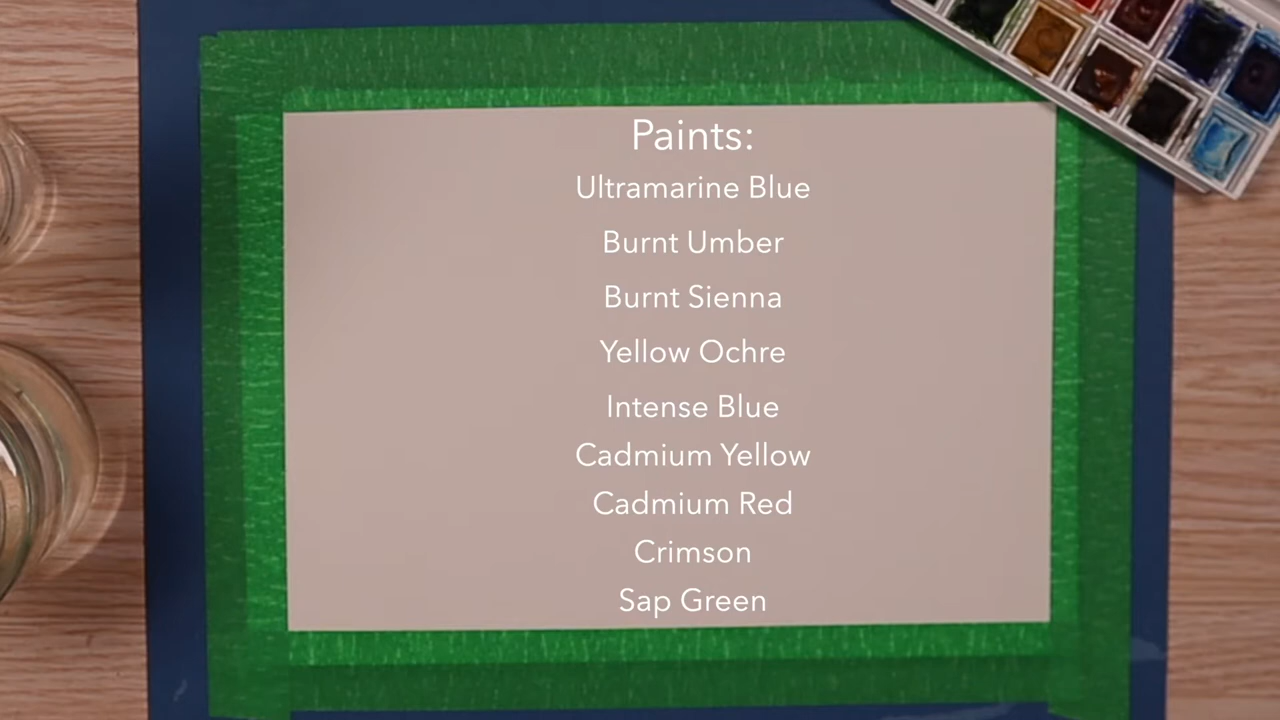 Paints:
Ultramarine Blue
Burnt Umber
Burnt Sienna
Yellow Ochre
Intense Blue
Cadmium Yellow
Cadmium Red
Crimson
Sap Green